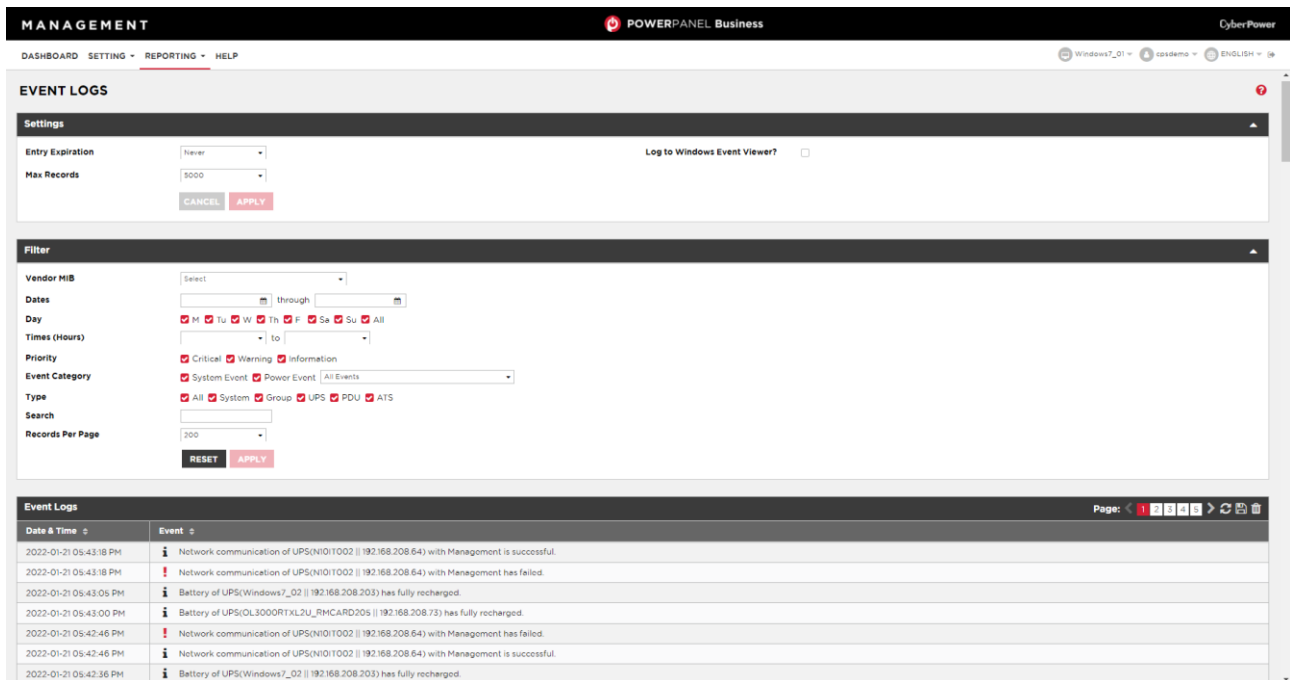 MANAGEMENT POWERPANEL Business CyberPower
DASHBOARD SETTING REPORTING HELP Windows7_01 cpsdemo ENGLISH
EVENT LOGS
Settings
Entry Expiration Never Log to Windows Event Viewer?
Max Records 5000
CANCEL APPLY
Filter
Vendor MIB Select
Dates through
Day M Tu W Th F Sa Su All
Times (Hours) to
Priority Critical Warning Information
Event Category System Event Power Event All Events
Type All System Group UPS PDU ATS
Search
Records Per Page 200
RESET APPLY
Event Logs Page: 1 2 3 4 5
Date & Time Event
2022-01-21 05:43:18 PM Network communication of UPS(N10IT002 || 192.168.208.64) with Management is successful.
2022-01-21 05:43:18 PM Network communication of UPS(N10IT002 || 192.168.208.64) with Management has failed.
2022-01-21 05:43:05 PM Battery of UPS(Windows7_02 || 192.168.208.203) has fully recharged.
2022-01-21 05:43:00 PM Battery of UPS(OL3000RTXL2U_RMCARD205 || 192.168.208.73) has fully recharged.
2022-01-21 05:42:46 PM Network communication of UPS(N10IT002 || 192.168.208.64) with Management has failed.
2022-01-21 05:42:46 PM Network communication of UPS(N10IT002 || 192.168.208.64) with Management is successful.
2022-01-21 05:42:36 PM Battery of UPS(Windows7_02 || 192.168.208.203) has fully recharged.